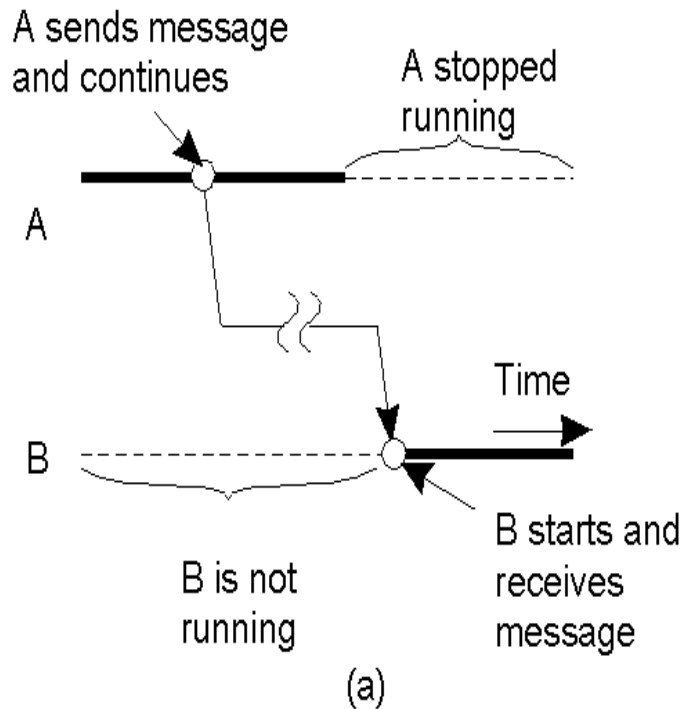 A sends message
and continues
A stopped
running
A
Time
B
B is not
running
B starts and
receives
message
(a)